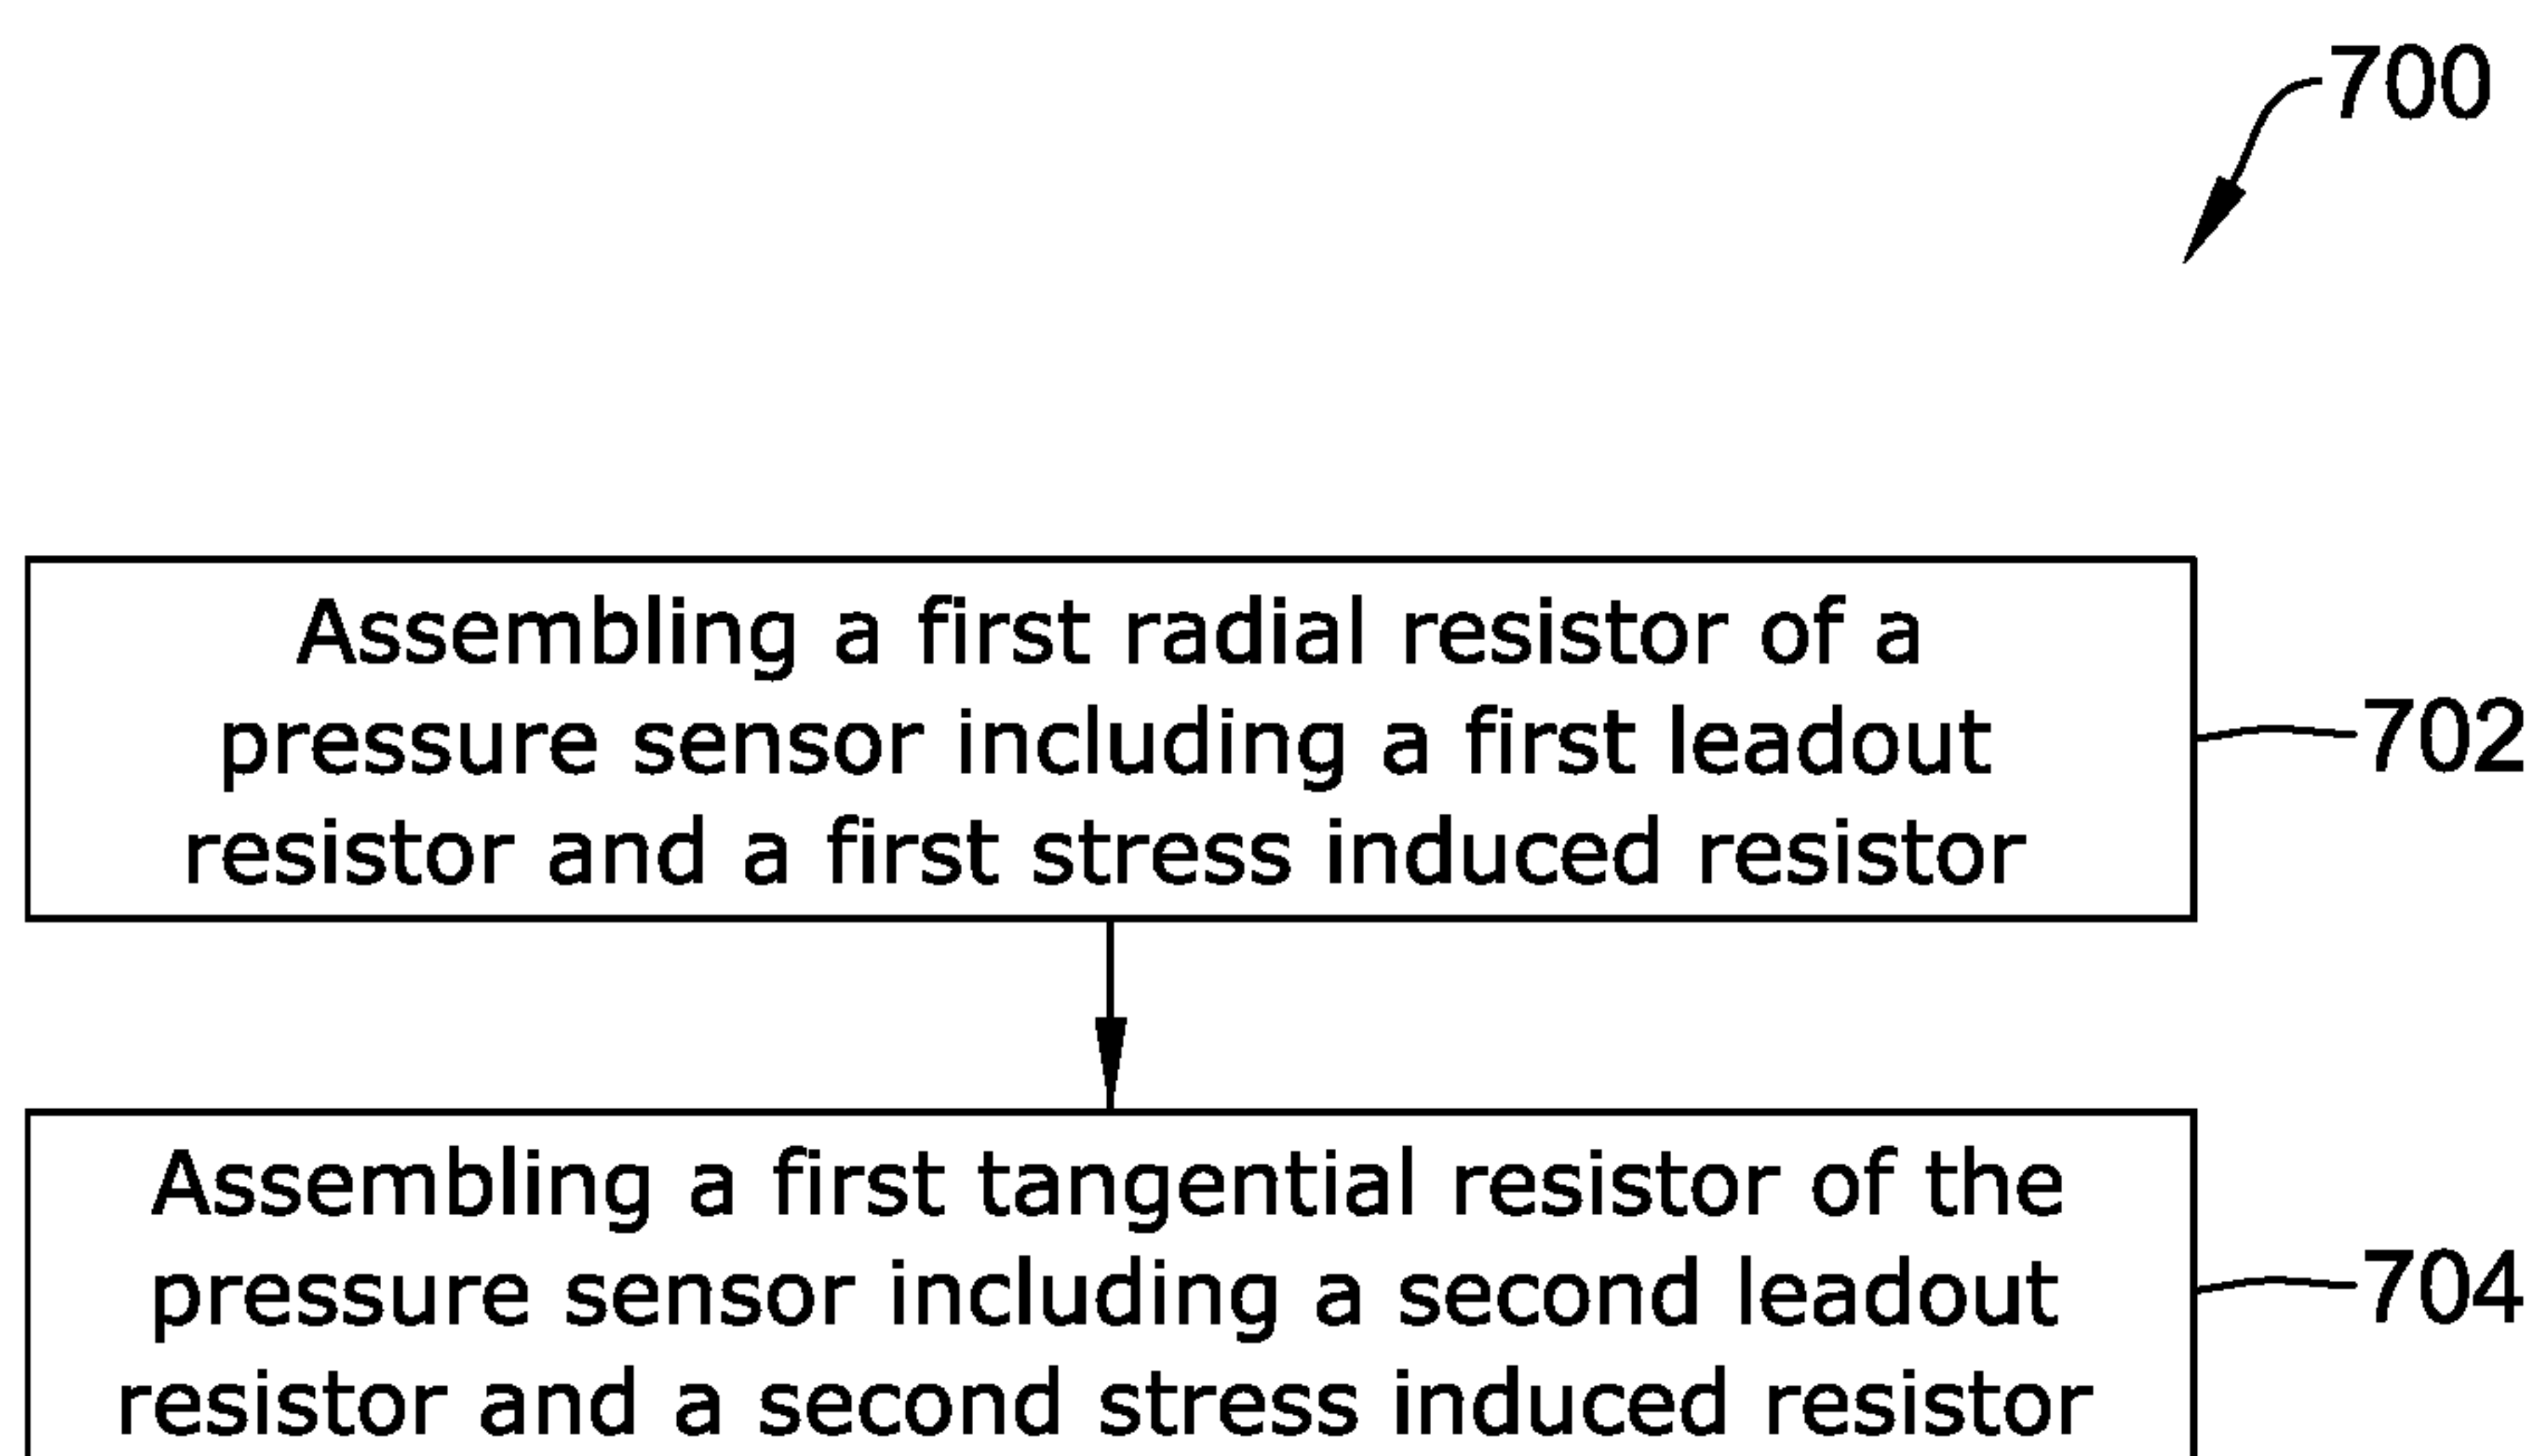 700
Assembling a first radial resistor of a
pressure sensor including a first leadout
resistor and a first stress induced resistor
702
Assembling a first tangential resistor of the
pressure sensor including a second leadout
resistor and a second stress induced resistor
704